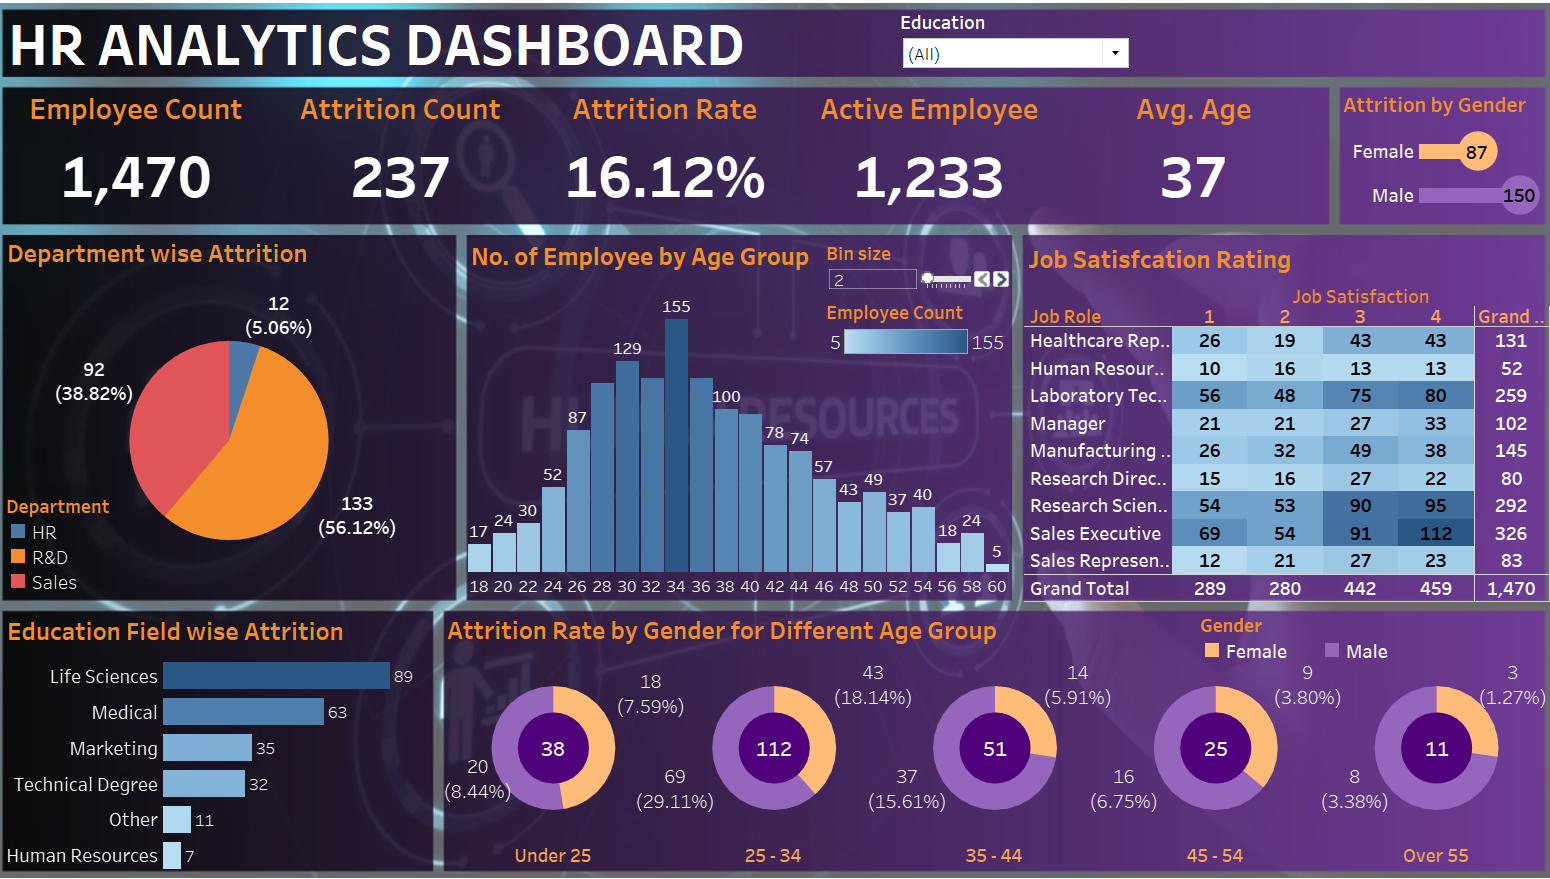 HR ANALYTICS DASHBOARD
Education
(All)
Employee Count
1,470
Attrition Count
237
Attrition Rate
16.12%
Active Employee
1,233
Avg. Age
37
Attrition by Gender
Female 87
Male 150
Department wise Attrition
12
(5.06%)
92
(38.82%)
133
(56.12%)
Department
HR
R&D
Sales
No. of Employee by Age Group
Bin size
2
Employee Count
5 155
17 24 30 52 87 129 155 100 78 74 57 43 49 37 40 18 24 5
18 20 22 24 26 28 30 32 34 36 38 40 42 44 46 48 50 52 54 56 58 60
Job Satisfcation Rating
Job Satisfaction
Job Role 1 2 3 4 Grand ..
Healthcare Rep.. 26 19 43 43 131
Human Resour.. 10 16 13 13 52
Laboratory Tec.. 56 48 75 80 259
Manager 21 21 27 33 102
Manufacturing .. 26 32 49 38 145
Research Direc.. 15 16 27 22 80
Research Scien.. 54 53 90 95 292
Sales Executive 69 54 91 112 326
Sales Represen.. 12 21 27 23 83
Grand Total 289 280 442 459 1,470
Education Field wise Attrition
Life Sciences 89
Medical 63
Marketing 35
Technical Degree 32
Other 11
Human Resources 7
Attrition Rate by Gender for Different Age Group
Gender
Female Male
18
(7.59%)
38
20
(8.44%)
Under 25
43
(18.14%)
112
69
(29.11%)
25 - 34
14
(5.91%)
51
37
(15.61%)
35 - 44
9
(3.80%)
25
16
(6.75%)
45 - 54
3
(1.27%)
11
8
(3.38%)
Over 55